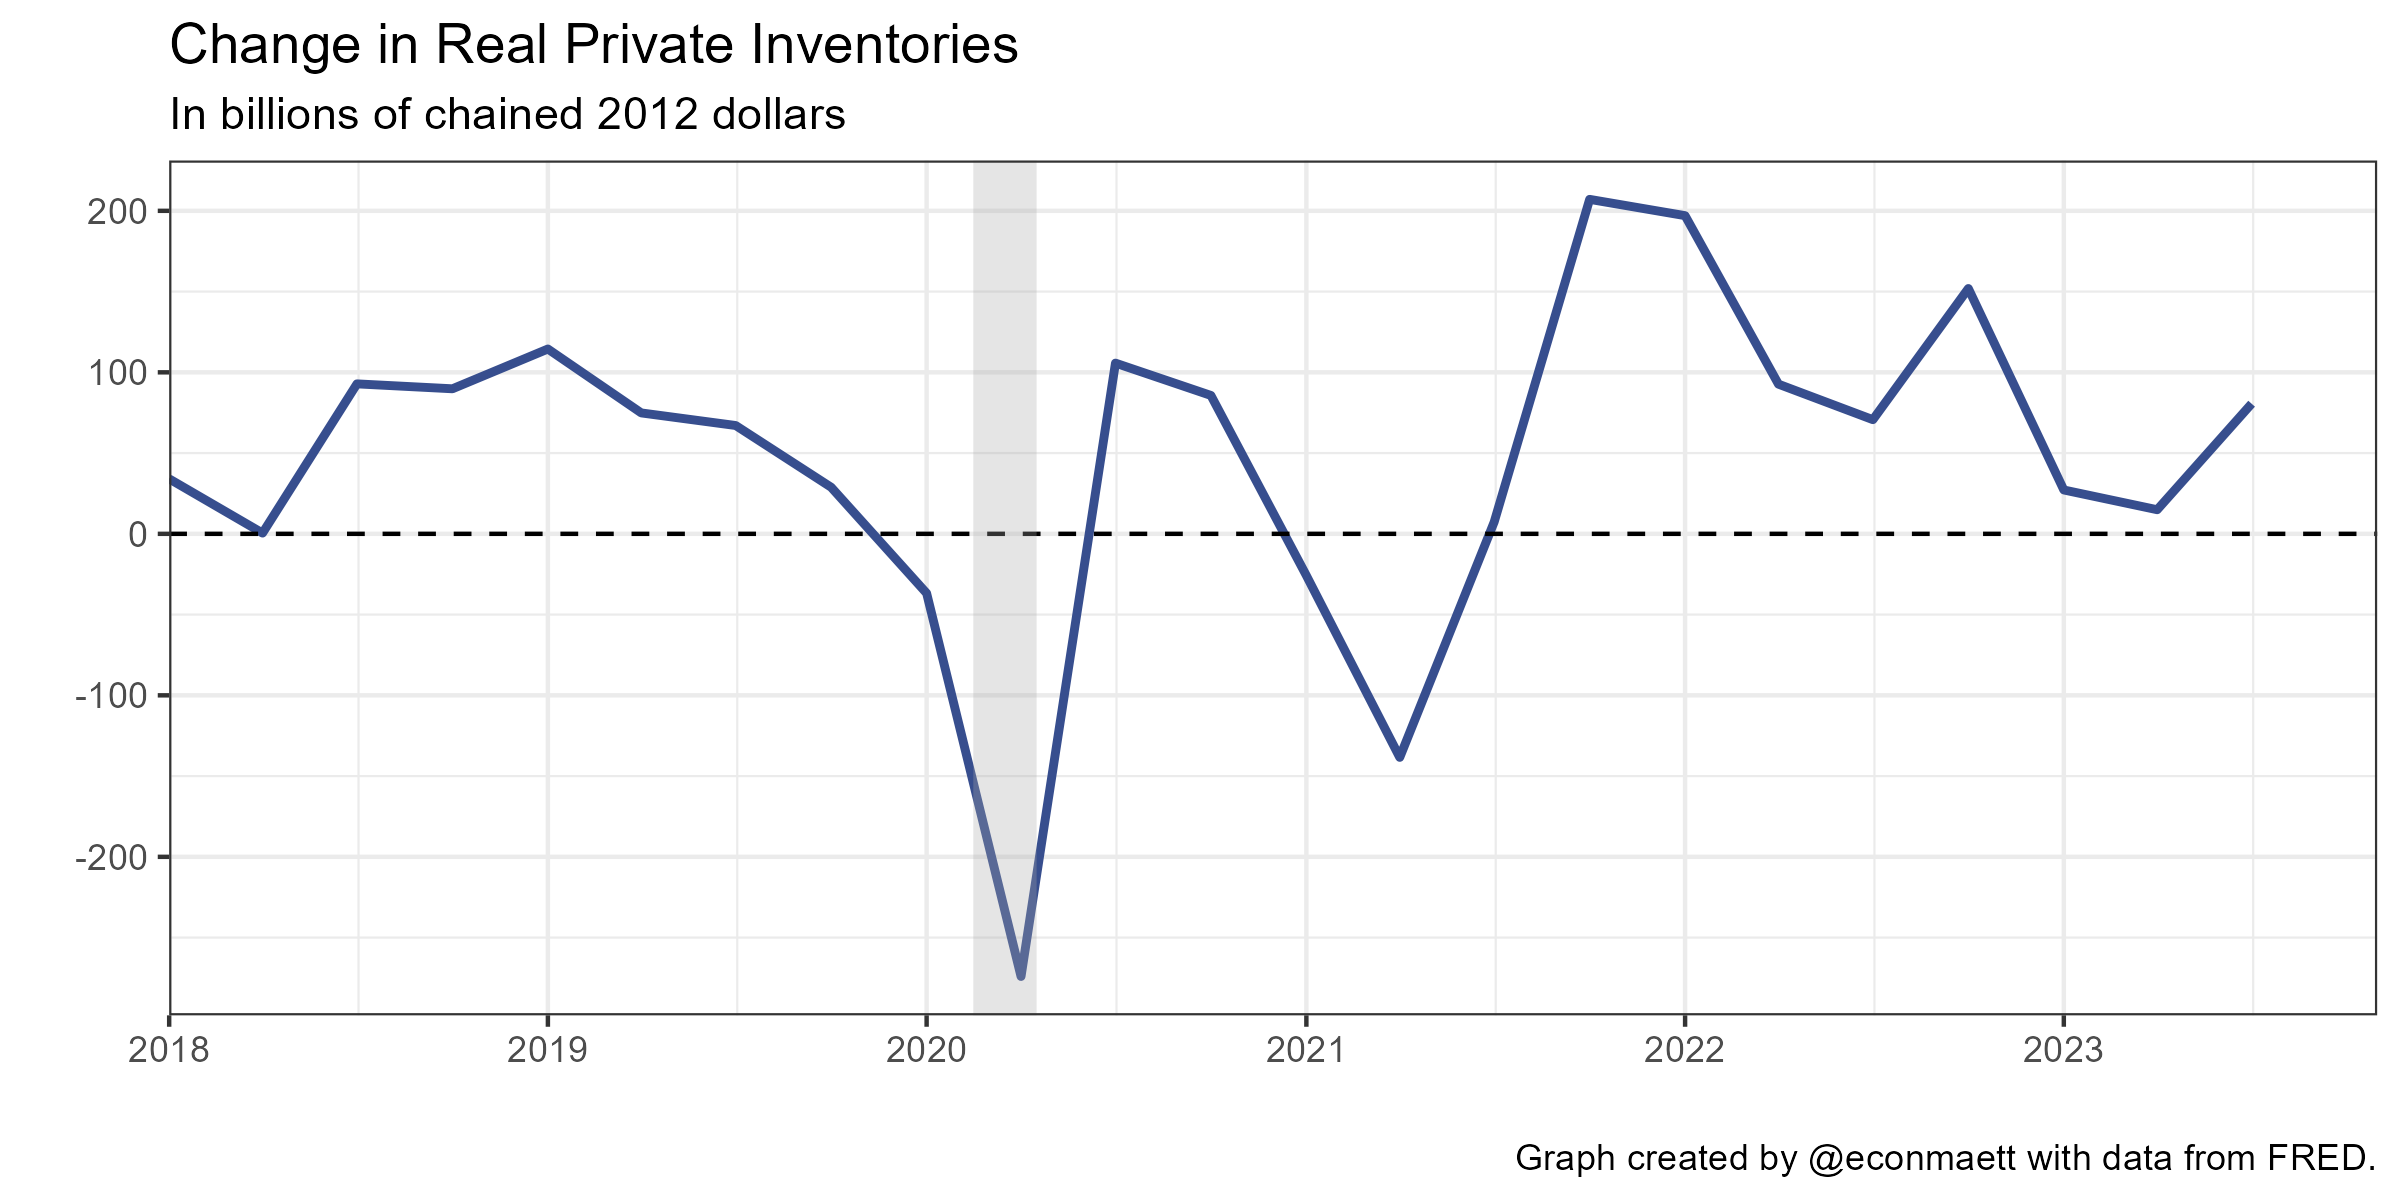 Change in Real Private Inventories
In billions of chained 2012 dollars
200
100
0
-100
-200
2018 2019 2020 2021 2022 2023
Graph created by @econmaett with data from FRED.